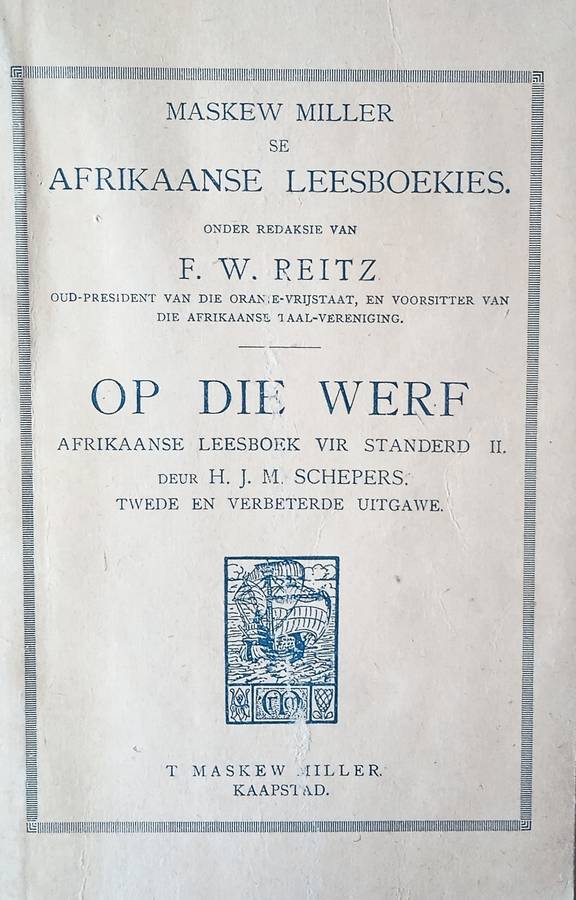 MASKEW MILLER
SE
AFRIKAANSE LEESBOEKIES.
ONDER REDAKSIE VAN
F. W. REITZ
OUD-PRESIDENT VAN DIE ORANJE-VRIJSTAAT, EN VOORSITTER VAN
DIE AFRIKAANSE TAAL-VERENIGING.
OP DIE WERF
AFRIKAANSE LEESBOEK VIR STANDERD II.
DEUR H. J. M. SCHEPERS.
TWEDE EN VERBETERDE UITGAWE.
T MASKEW MILLER.
KAAPSTAD.